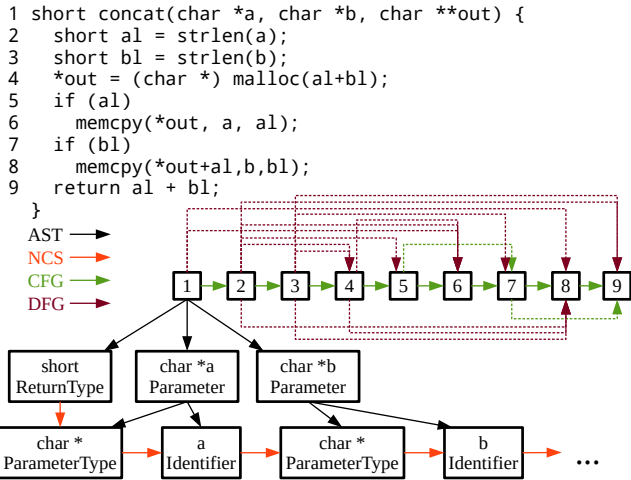 1 short concat(char *a, char *b, char **out) {
2   short al = strlen(a);
3   short bl = strlen(b);
4   *out = (char *) malloc(al+bl);
5   if (al)
6     memcpy(*out, a, al);
7   if (bl)
8     memcpy(*out+al,b,bl);
9   return al + bl;
}
AST
NCS
CFG
DFG
1 2 3 4 5 6 7 8 9
short
ReturnType
char *a
Parameter
char *b
Parameter
char *
ParameterType
a
Identifier
char *
ParameterType
b
Identifier
...